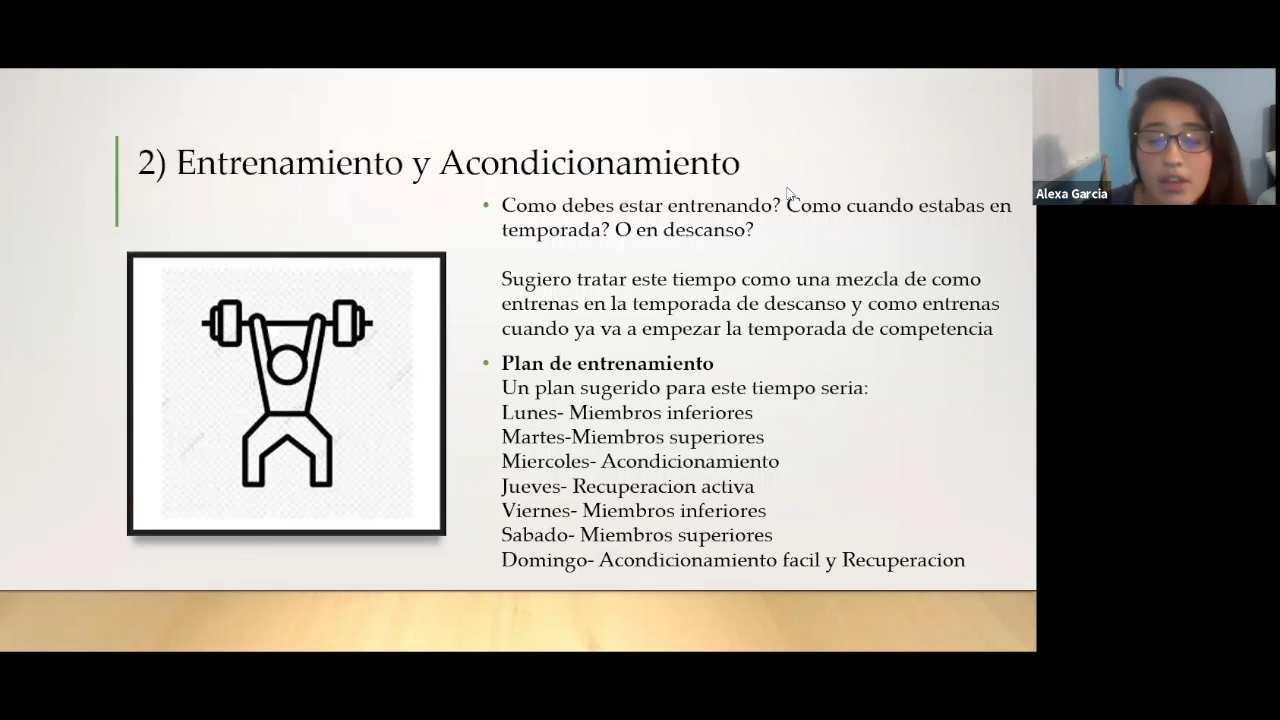 2) Entrenamiento y Acondicionamiento
• Como debes estar entrenando? Como cuando estabas en
temporada? O en descanso?
Sugiero tratar este tiempo como una mezcla de como
entrenas en la temporada de descanso y como entrenas
cuando ya va a empezar la temporada de competencia
• Plan de entrenamiento
Un plan sugerido para este tiempo seria:
Lunes- Miembros inferiores
Martes-Miembros superiores
Miercoles- Acondicionamiento
Jueves- Recuperacion activa
Viernes- Miembros inferiores
Sabado- Miembros superiores
Domingo- Acondicionamiento facil y Recuperacion
Alexa Garcia